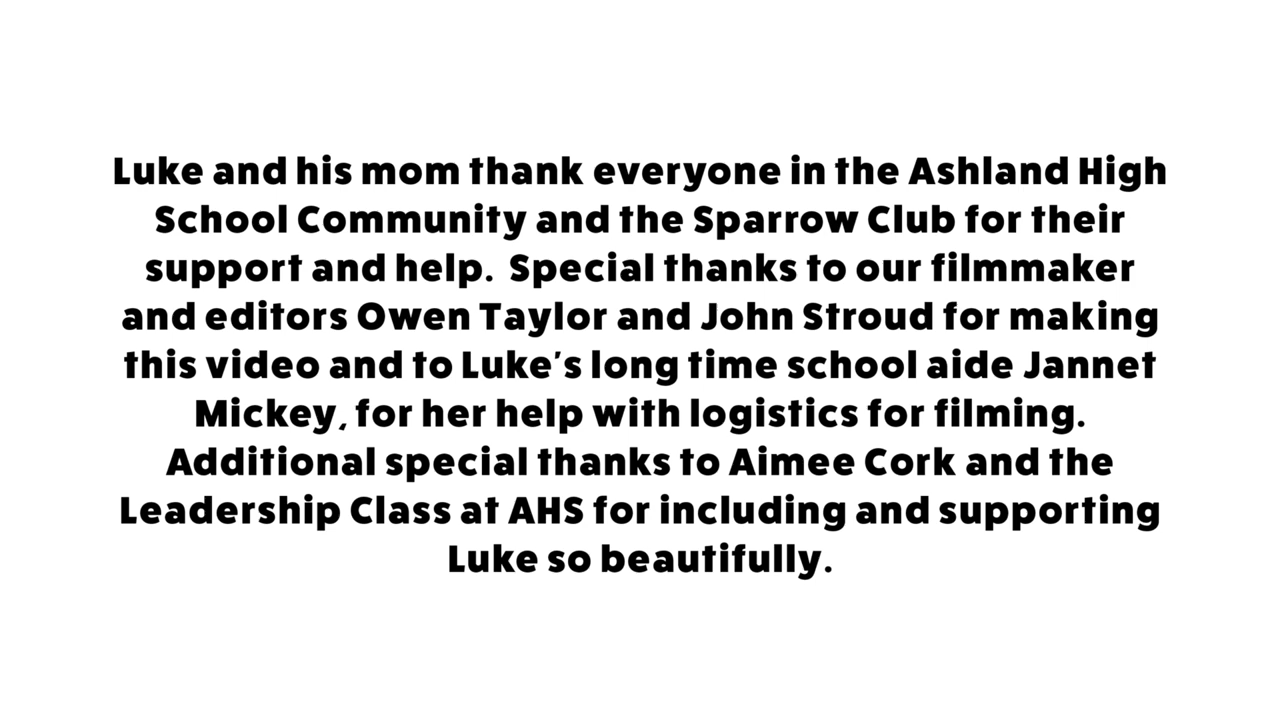 Luke and his mom thank everyone in the Ashland High
School Community and the Sparrow Club for their
support and help.  Special thanks to our filmmaker
and editors Owen Taylor and John Stroud for making
this video and to Luke's long time school aide Jannet
Mickey, for her help with logistics for filming.
Additional special thanks to Aimee Cork and the
Leadership Class at AHS for including and supporting
Luke so beautifully.